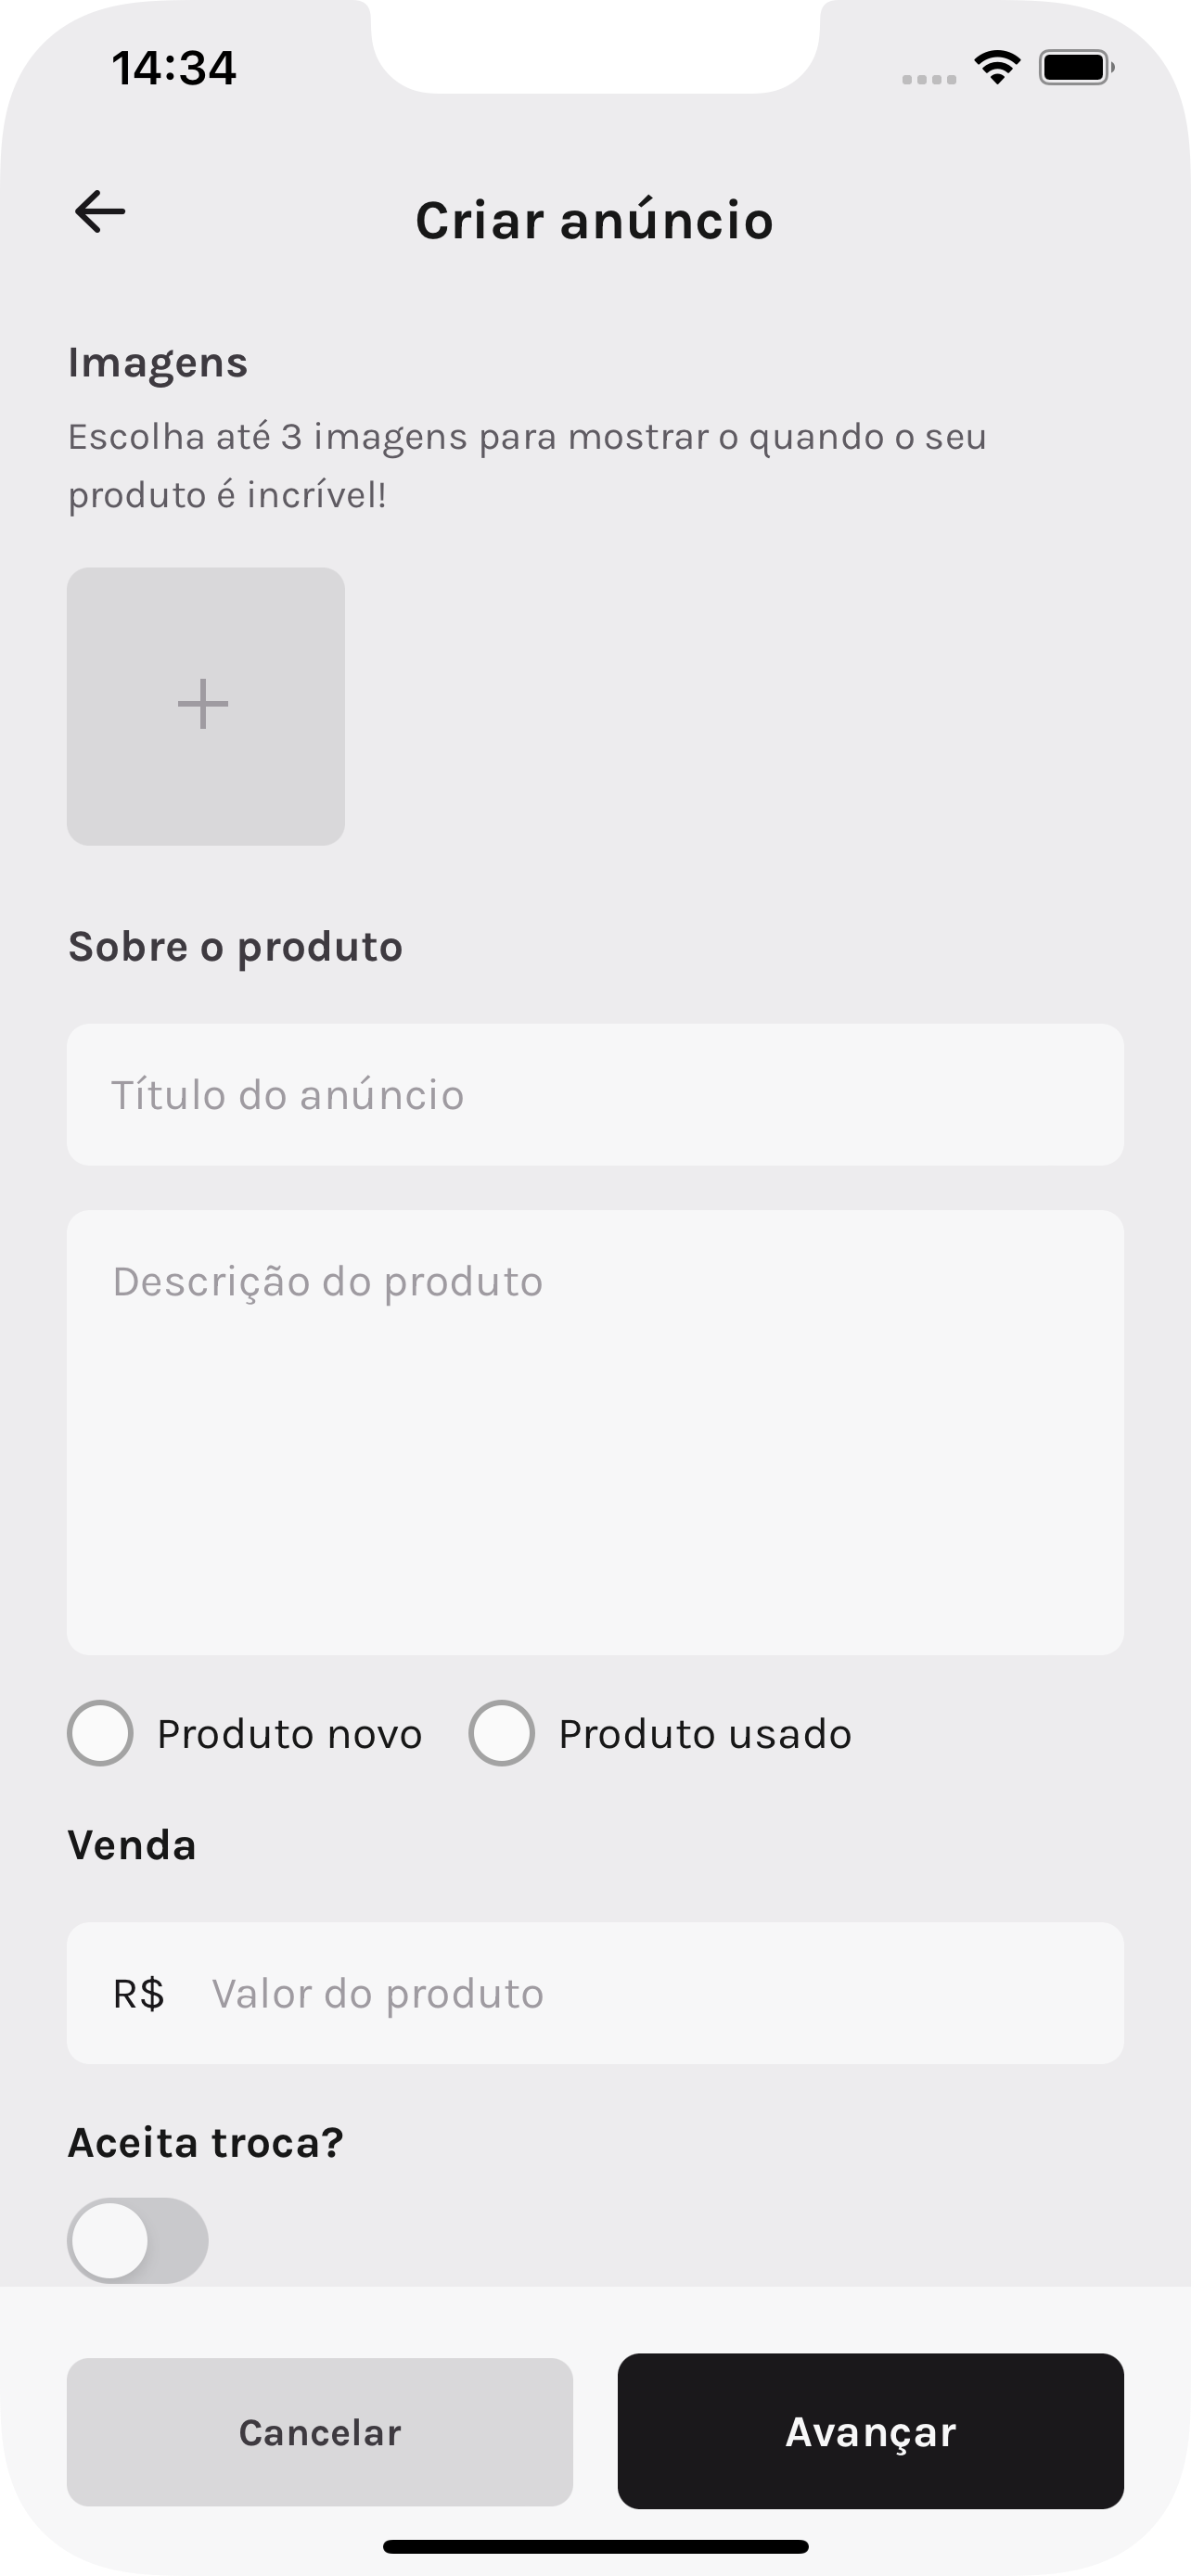 14:34
Criar anúncio
Imagens
Escolha até 3 imagens para mostrar o quando o seu
produto é incrível!
Sobre o produto
Título do anúncio
Descrição do produto
Produto novo
Produto usado
Venda
R$ Valor do produto
Aceita troca?
Cancelar
Avançar